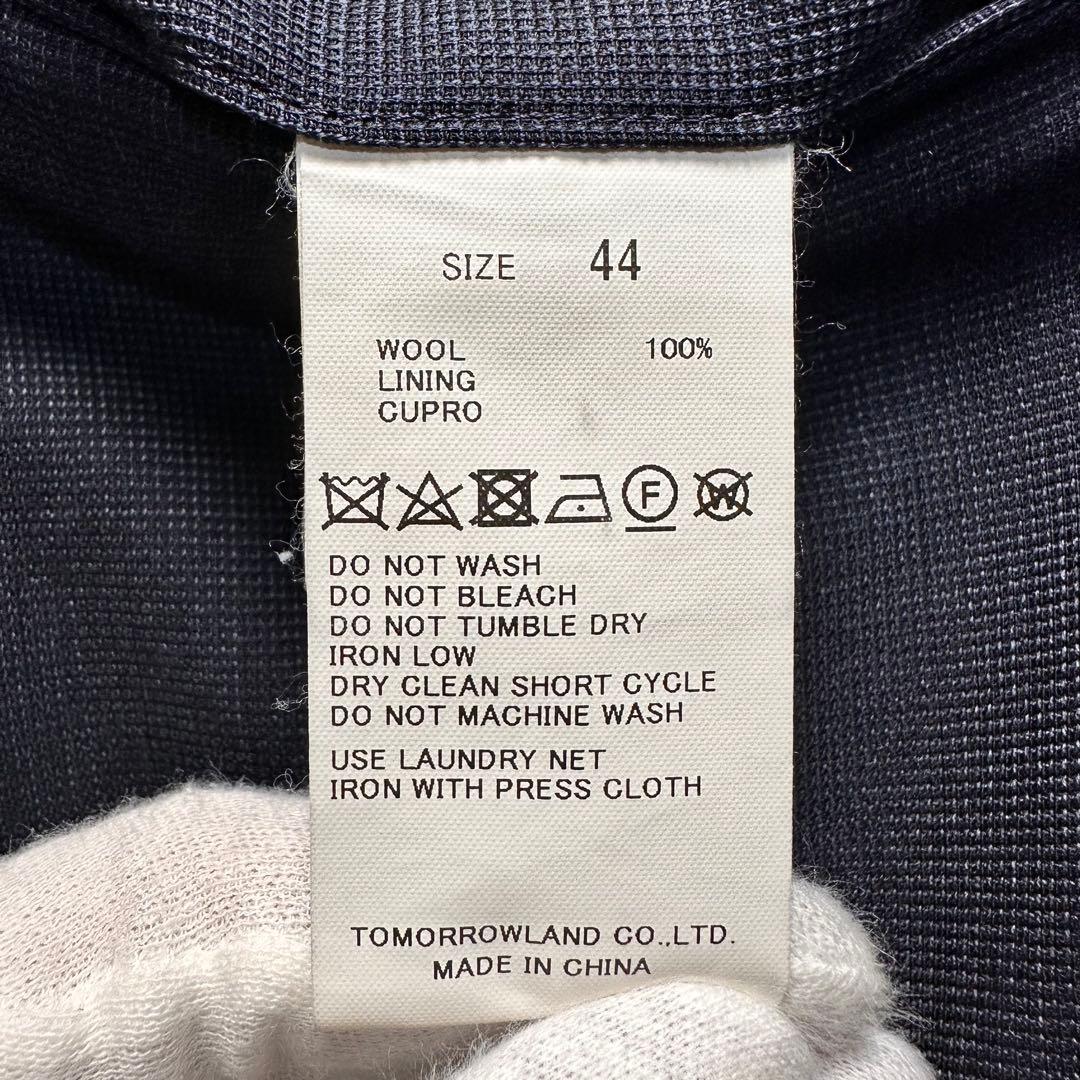 SIZE 44
WOOL 100%
LINING
CUPRO
F W
DO NOT WASH
DO NOT BLEACH
DO NOT TUMBLE DRY
IRON LOW
DRY CLEAN SHORT CYCLE
DO NOT MACHINE WASH
USE LAUNDRY NET
IRON WITH PRESS CLOTH
TOMORROWLAND CO.,LTD.
MADE IN CHINA